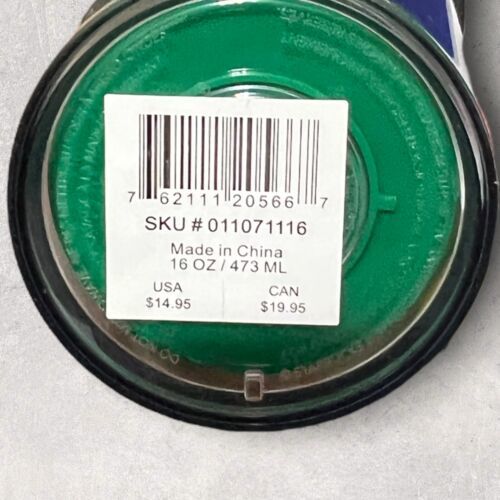 7 62111 20566 7
SKU # 011071116
Made in China
16 OZ / 473 ML
USA CAN
$14.95 $19.95